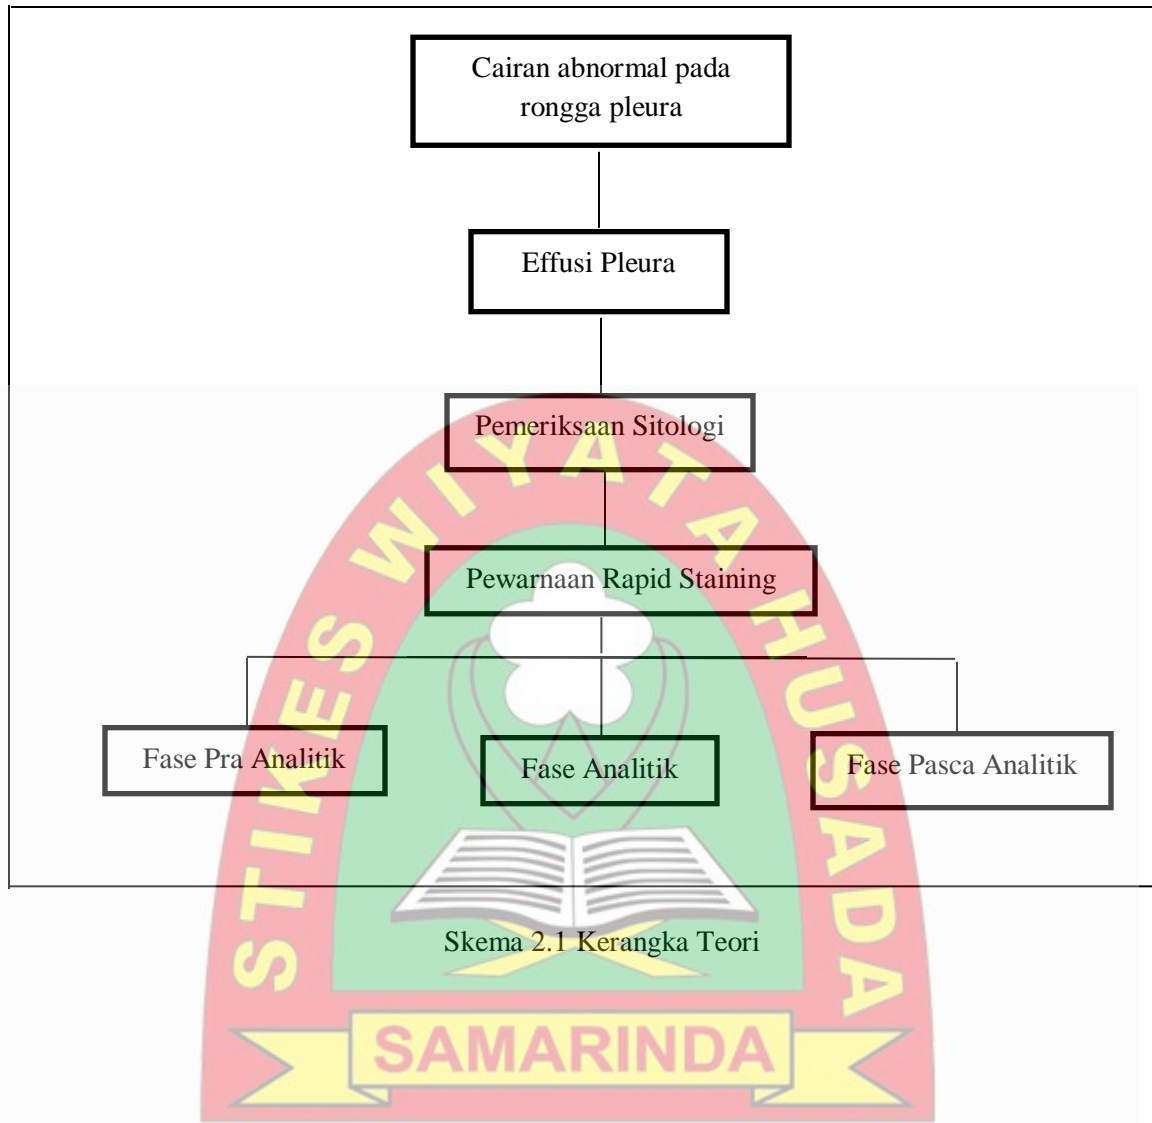 Cairan abnormal pada
rongga pleura
Effusi Pleura
Pemeriksaan Sitologi
Pewarnaan Rapid Staining
Fase Pra Analitik
Fase Analitik
Fase Pasca Analitik
Skema 2.1 Kerangka Teori
STIKES WIYATA HUSADA
SAMARINDA